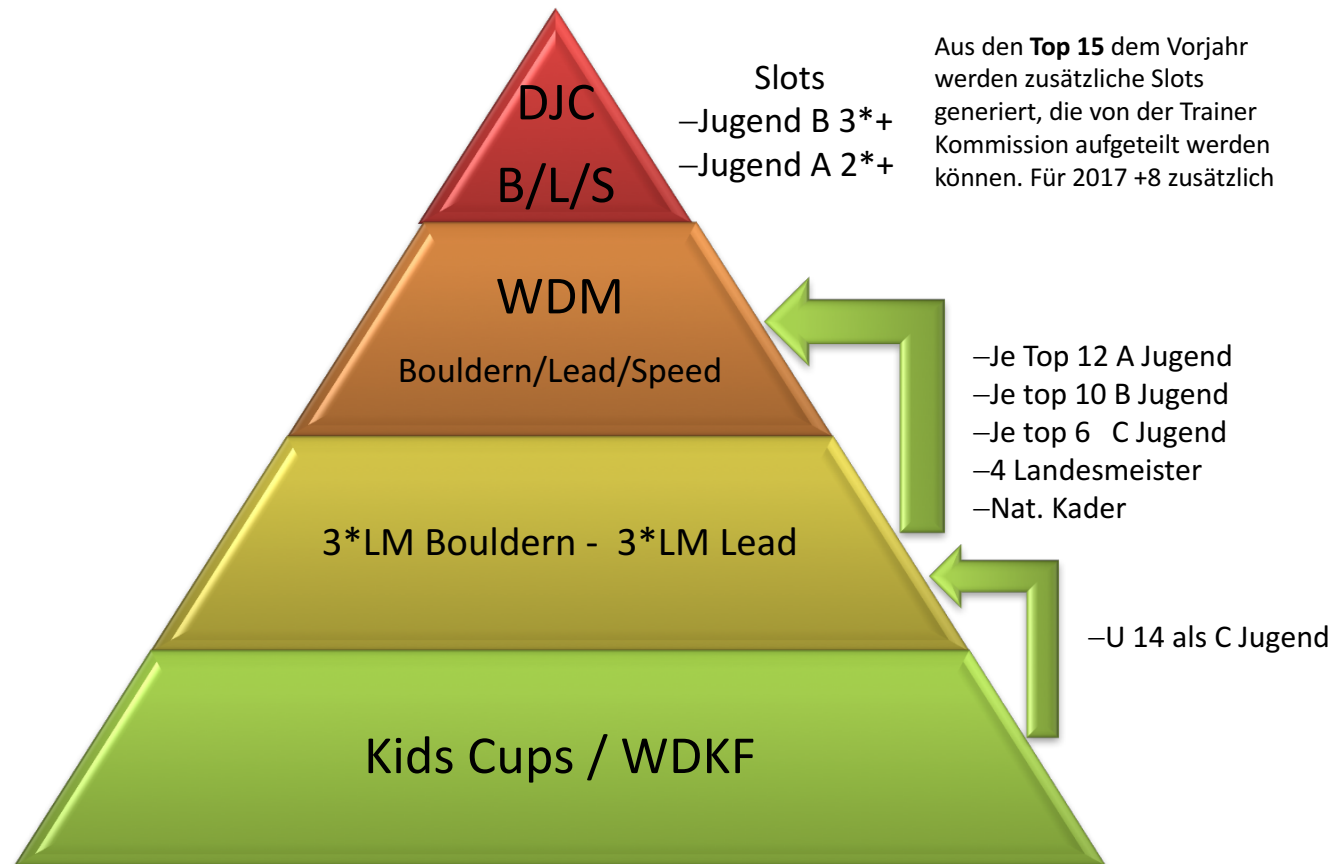 DJC
B/L/S
Slots
–Jugend B 3*+
–Jugend A 2*+
Aus den Top 15 dem Vorjahr
werden zusätzliche Slots
generiert, die von der Trainer
Kommission aufgeteilt werden
können. Für 2017 +8 zusätzlich
WDM
Bouldern/Lead/Speed
–Je Top 12 A Jugend
–Je top 10 B Jugend
–Je top 6 C Jugend
–4 Landesmeister
–Nat. Kader
3*LM Bouldern - 3*LM Lead
–U 14 als C Jugend
Kids Cups / WDKF